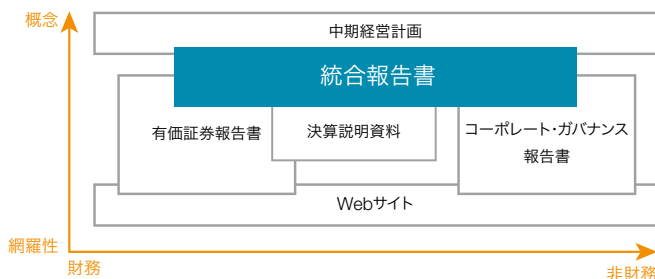 概念
中期経営計画
統合報告書
有価証券報告書
決算説明資料
コーポレート・ガバナンス
報告書
Webサイト
網羅性
財務
非財務